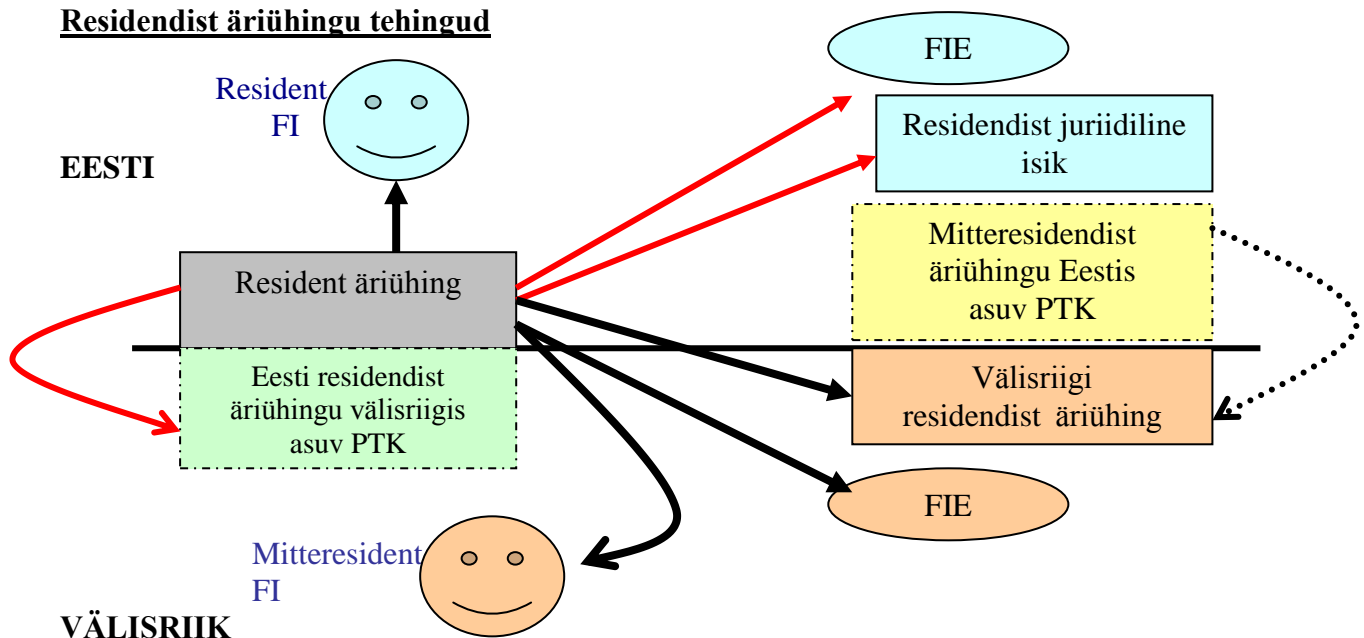 Residendist äriühingu tehingud
FIE
Resident
FI
Residendist juriidiline
isik
EESTI
Mitteresidendist
äriühingu Eestis
asuv PTK
Resident äriühing
Eesti residendist
äriühingu välisriigis
asuv PTK
Välisriigi
residendist äriühing
FIE
Mitteresident
FI
VÄLISRIIK